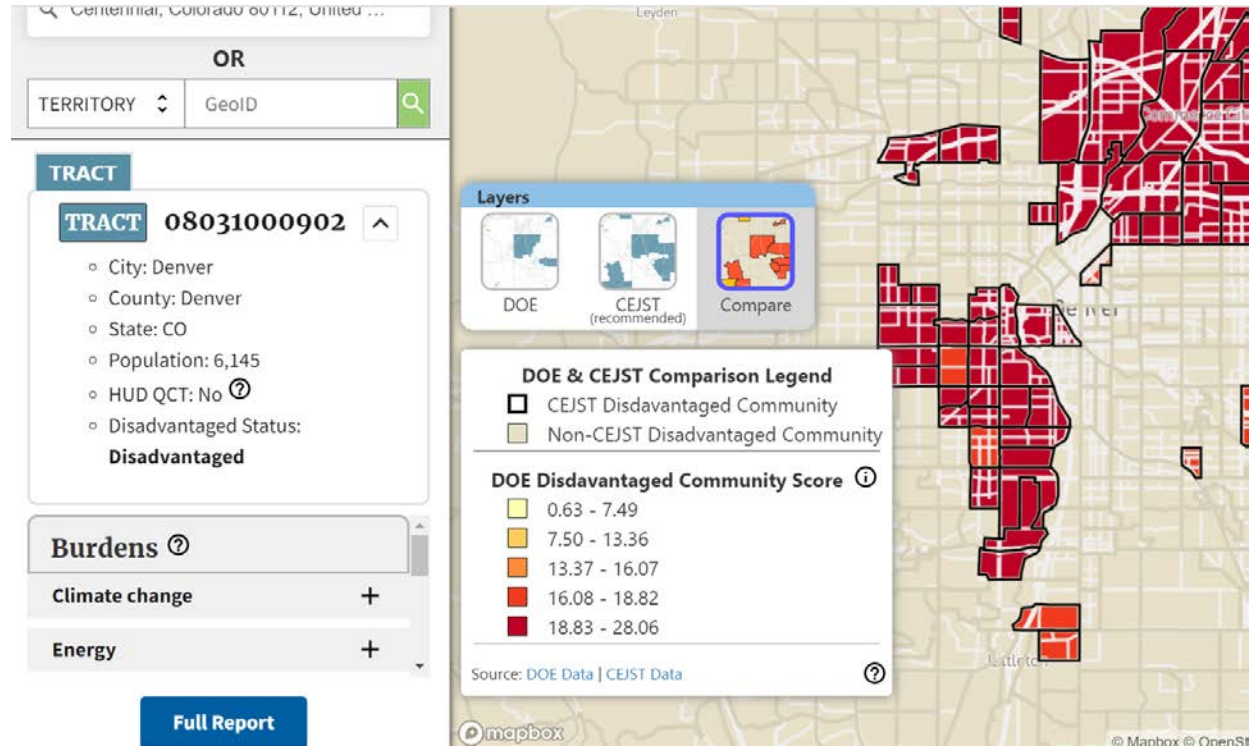 Centennial, Colorado 80112, United ...
OR
TERRITORY
GeoID
TRACT
TRACT 08031000902
City: Denver
County: Denver
State: CO
Population: 6,145
HUD QCT: No ?
Disadvantaged Status:
Disadvantaged
Burdens ?
Climate change +
Energy +
Full Report
Leyden
Commerce City
Denver
Littleton
Layers
DOE
CEJST
(recommended)
Compare
DOE & CEJST Comparison Legend
CEJST Disdavantaged Community
Non-CEJST Disadvantaged Community
DOE Disdavantaged Community Score i
0.63 - 7.49
7.50 - 13.36
13.37 - 16.07
16.08 - 18.82
18.83 - 28.06
Source: DOE Data | CEJST Data ?
mapbox
© Mapbox © OpenSt